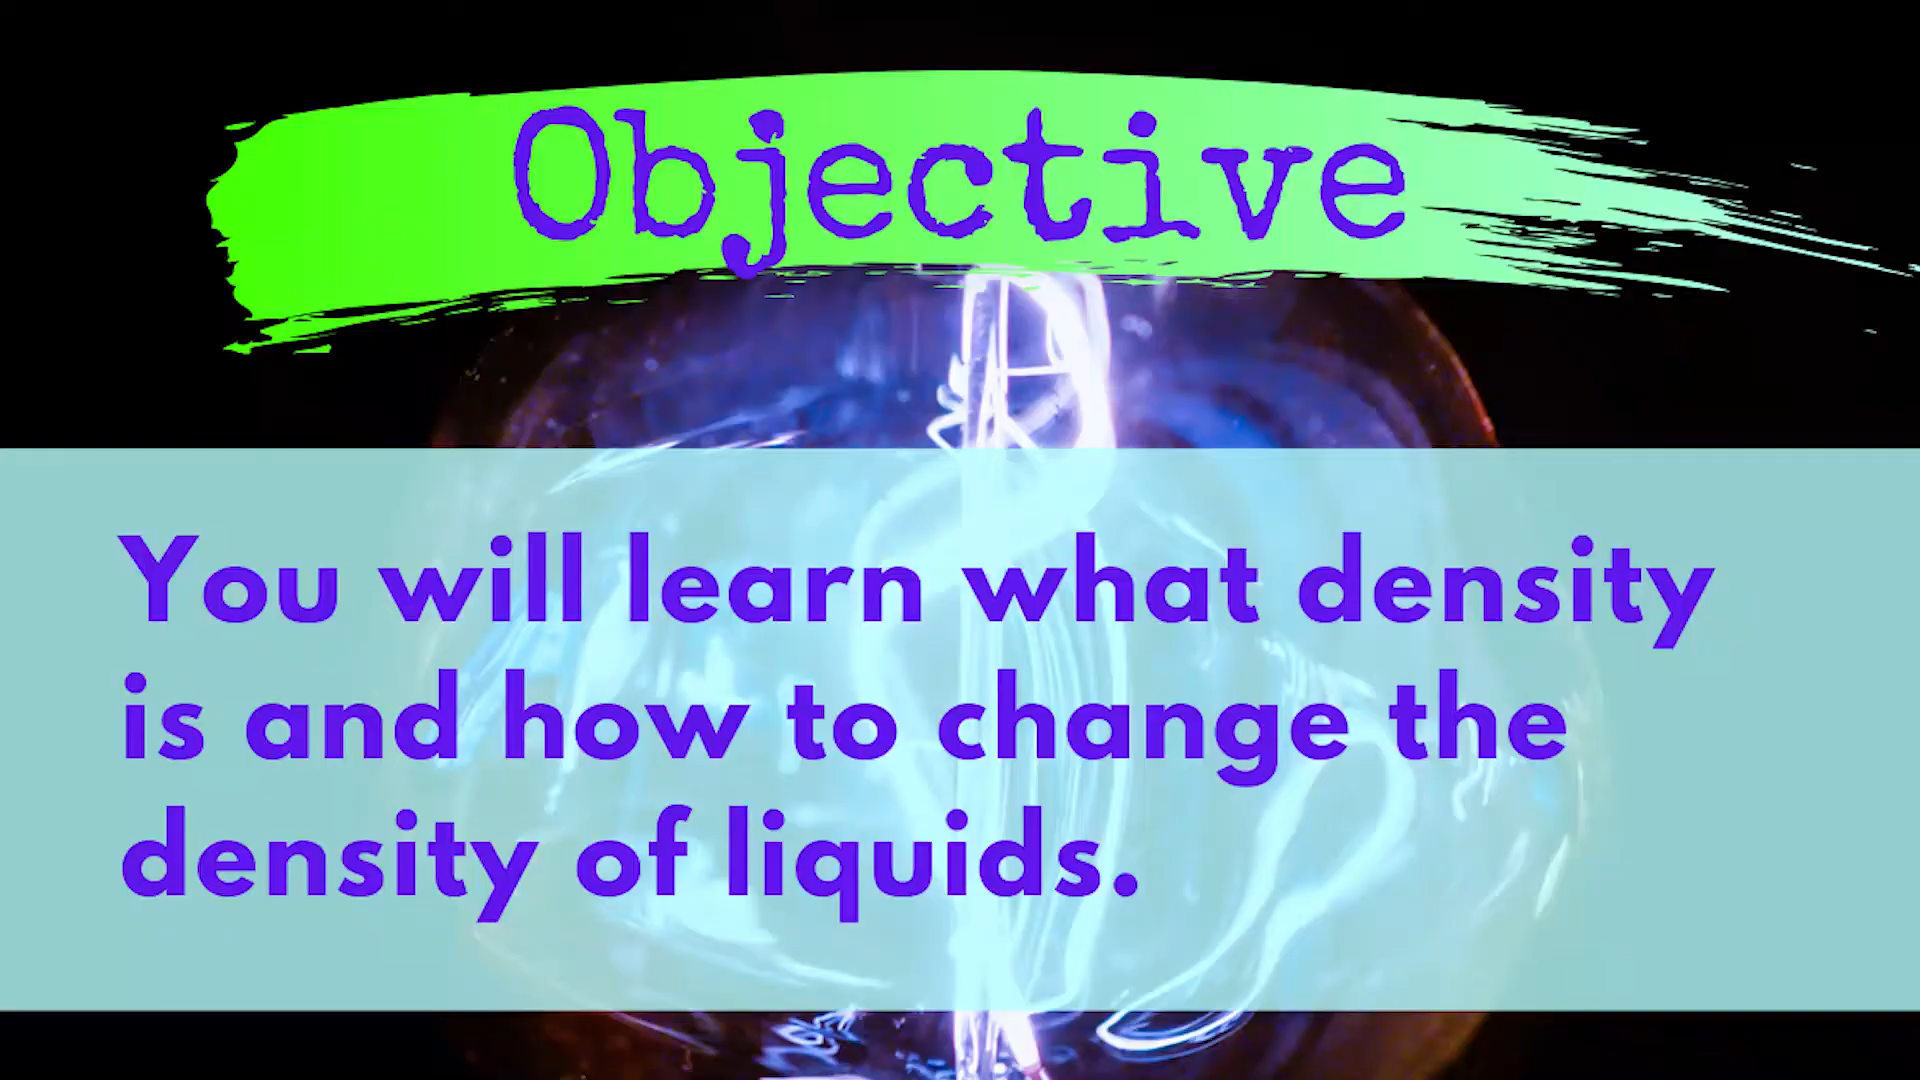 Objective
You will learn what density
is and how to change the
density of liquids.